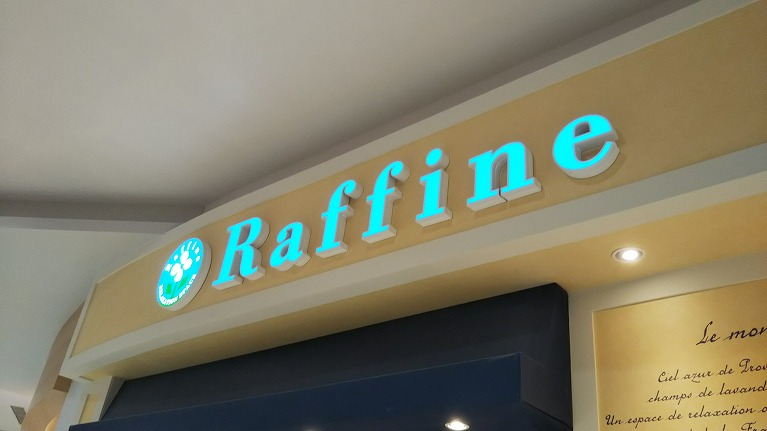 Raffine
Le mon
Ciel azur de Prov
champs de lavand
Un espace de relaxation